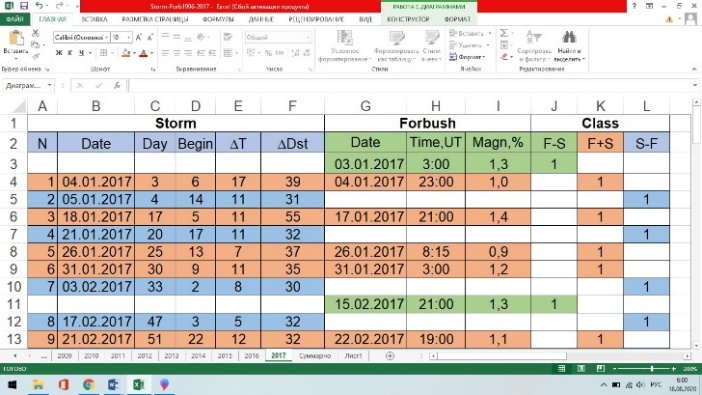 Storm-Forb1996-2017 - Excel (Сбой активации продукта)
РАБОТА С ДИАГРАММАМИ
ФАЙЛ ГЛАВНАЯ ВСТАВКА РАЗМЕТКА СТРАНИЦЫ ФОРМУЛЫ ДАННЫЕ РЕЦЕНЗИРОВАНИЕ ВИД КОНСТРУКТОР ФОРМАТ
Вставить
Calibri (Основной) 10
Общий
Условное форматирование
Форматировать как таблицу
Стили ячеек
Вставить
Удалить
Формат
Сортировка и фильтр
Найти и выделить
Буфер обмена Шрифт Выравнивание Число Стили Ячейки Редактирование
Диаграм...
A B C D E F G H I J K L
1 Storm Forbush Class
2 N Date Day Begin ΔT ΔDst Date Time,UT Magn,% F-S F+S S-F
3 03.01.2017 3:00 1,3 1
4 1 04.01.2017 3 6 17 39 04.01.2017 23:00 1,0 1
5 2 05.01.2017 4 14 11 31 1
6 3 18.01.2017 17 5 11 55 17.01.2017 21:00 1,4 1
7 4 21.01.2017 20 17 11 32 1
8 5 26.01.2017 25 13 7 37 26.01.2017 8:15 0,9 1
9 6 31.01.2017 30 9 11 35 31.01.2017 3:00 1,2 1
10 7 03.02.2017 33 2 8 30 1
11 15.02.2017 21:00 1,3 1
12 8 17.02.2017 47 3 5 32 1
13 9 21.02.2017 51 22 12 32 22.02.2017 19:00 1,1 1
... 2009 2010 2011 2012 2013 2014 2015 2016 2017 Суммарно Лист1
ГОТОВО
РУС 6:00